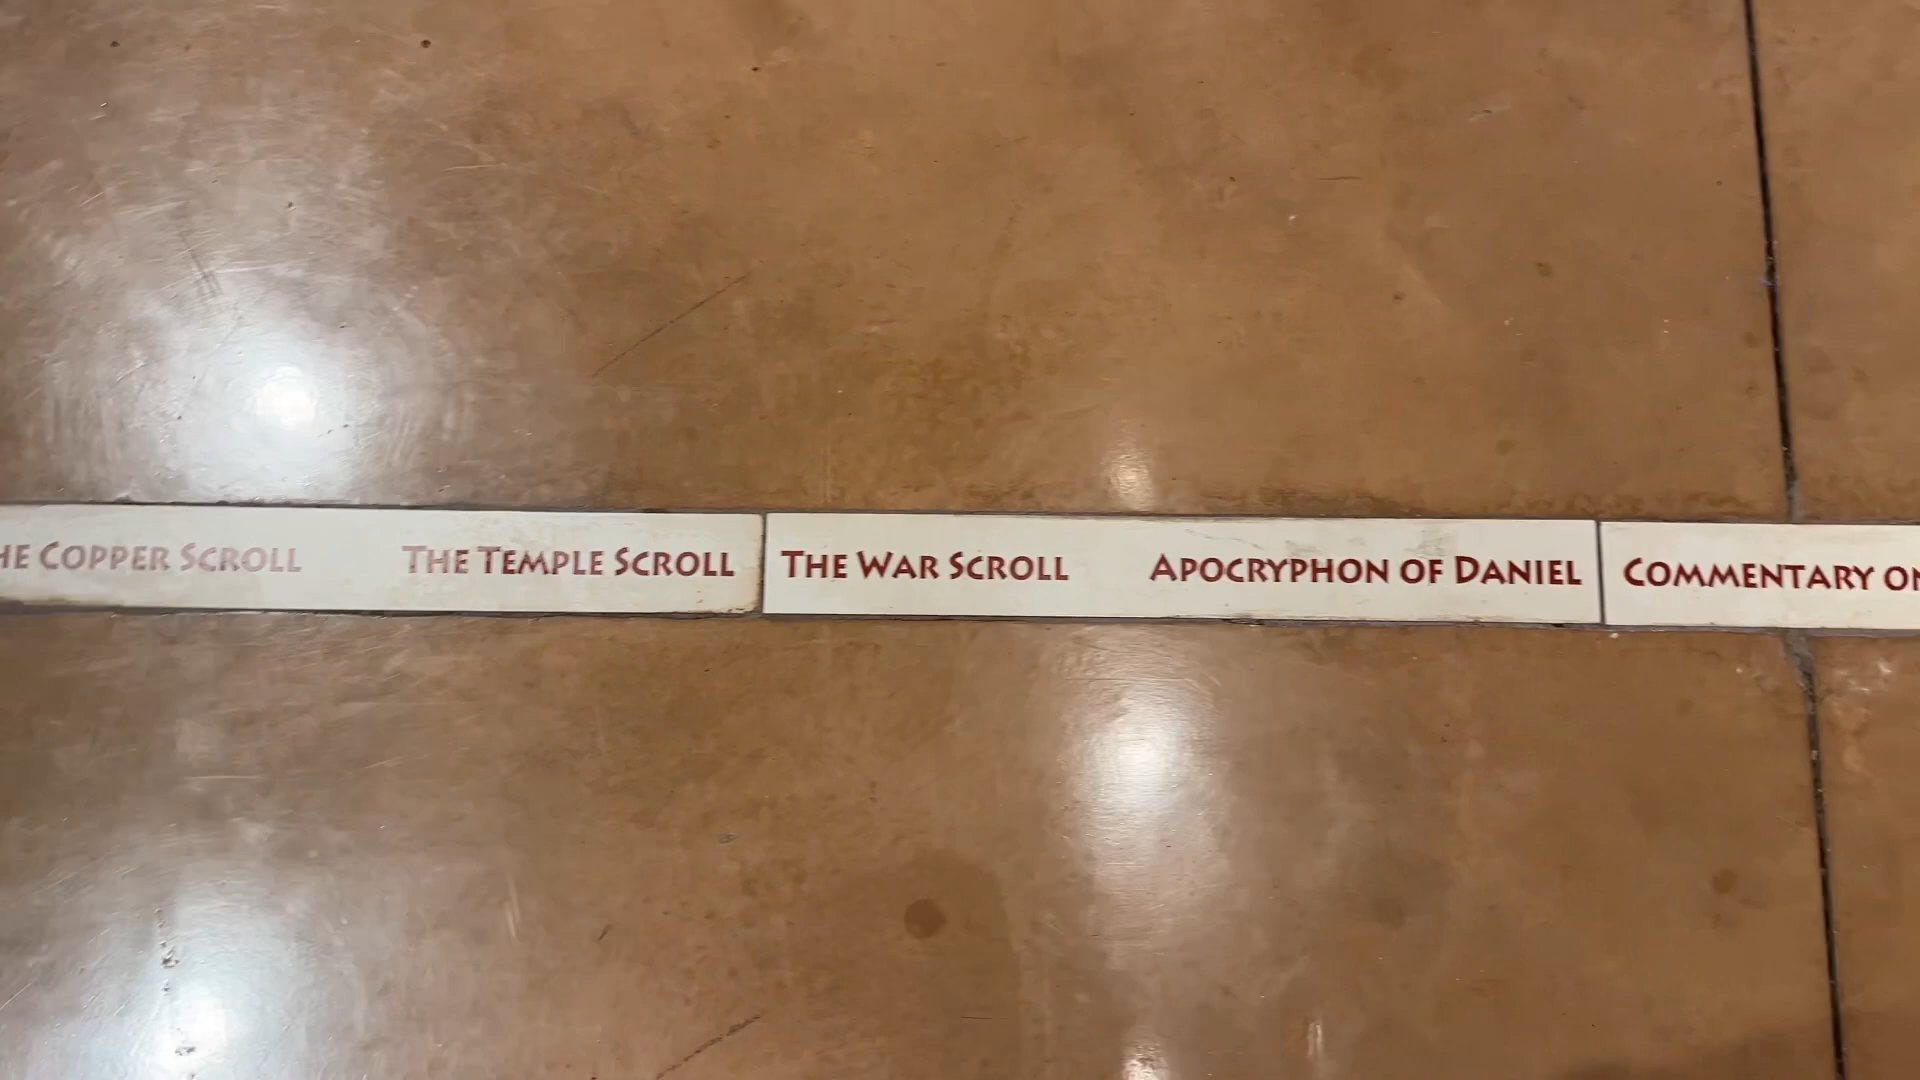 HE COPPER SCROLL THE TEMPLE SCROLL THE WAR SCROLL APOCRYPHON OF DANIEL COMMENTARY ON